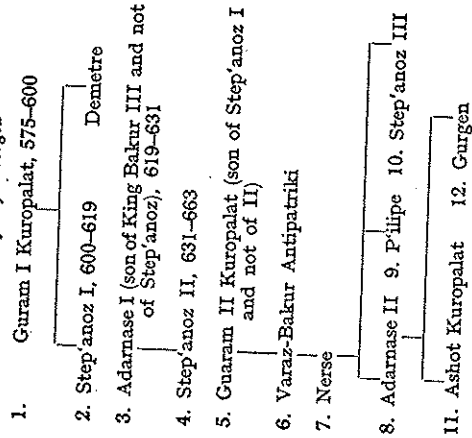 1. Guram I Kuropalat, 575–600
2. Step'anoz I, 600–619 Demetre
3. Adarnase I (son of King Bakur III and not
of Step'anoz), 619–631
4. Step'anoz II, 631–663
5. Guaram II Kuropalat (son of Step'anoz I
and not of II)
6. Varaz-Bakur Antipatriki
7. Nerse
8. Adarnase II 9. P'ilipe 10. Step'anoz III
11. Ashot Kuropalat 12. Gurgen